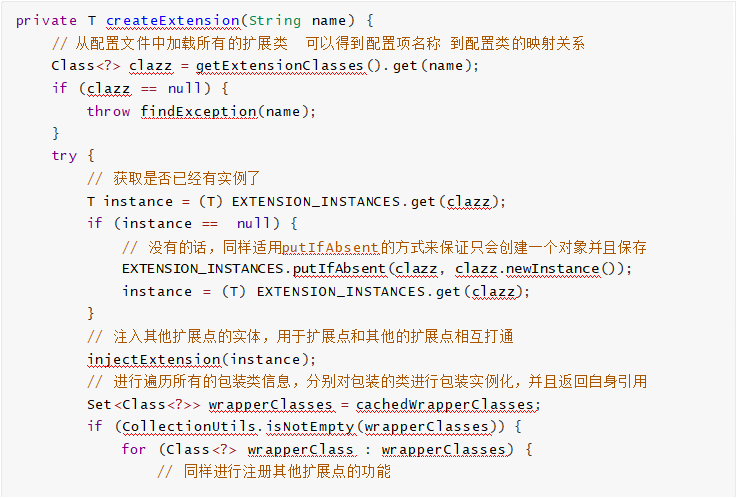 private T createExtension(String name) {
// 从配置文件中加载所有的扩展类  可以得到配置项名称 到配置类的映射关系
Class<?> clazz = getExtensionClasses().get(name);
if (clazz == null) {
throw findException(name);
}
try {
// 获取是否已经有实例了
T instance = (T) EXTENSION_INSTANCES.get(clazz);
if (instance ==  null) {
// 没有的话，同样适用putIfAbsent的方式来保证只会创建一个对象并且保存
EXTENSION_INSTANCES.putIfAbsent(clazz, clazz.newInstance());
instance = (T) EXTENSION_INSTANCES.get(clazz);
}
// 注入其他扩展点的实体，用于扩展点和其他的扩展点相互打通
injectExtension(instance);
// 进行遍历所有的包装类信息，分别对包装的类进行包装实例化，并且返回自身引用
Set<Class<?>> wrapperClasses = cachedWrapperClasses;
if (CollectionUtils.isNotEmpty(wrapperClasses)) {
for (Class<?> wrapperClass : wrapperClasses) {
// 同样进行注册其他扩展点的功能